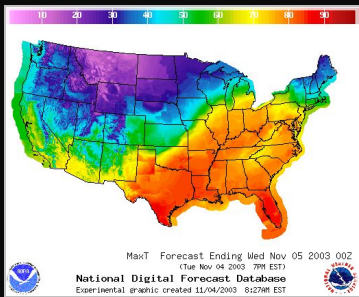 10 20 30 40 50 60 70 80 90
MaxT Forecast Ending Wed Nov 05 2003 00Z
(Tue Nov 04 2003 7PM EST)
National Digital Forecast Database
Experimental graphic created 11/04/2003 8:27AM EST
NOAA